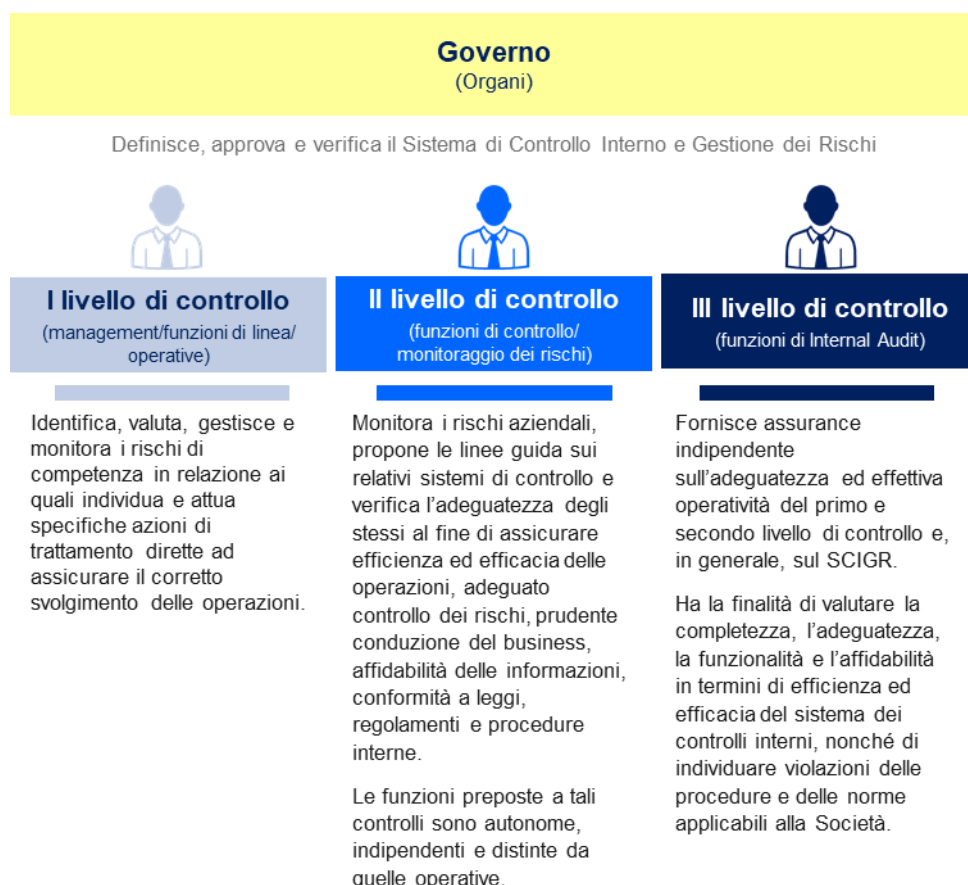 Governo
(Organi)
Definisce, approva e verifica il Sistema di Controllo Interno e Gestione dei Rischi
I livello di controllo
(management/funzioni di linea/
operative)
Identifica, valuta, gestisce e
monitora i rischi di
competenza in relazione ai
quali individua e attua
specifiche azioni di
trattamento dirette ad
assicurare il corretto
svolgimento delle operazioni.
II livello di controllo
(funzioni di controllo/
monitoraggio dei rischi)
Monitora i rischi aziendali,
propone le linee guida sui
relativi sistemi di controllo e
verifica l'adeguatezza degli
stessi al fine di assicurare
efficienza ed efficacia delle
operazioni, adeguato
controllo dei rischi, prudente
conduzione del business,
affidabilità delle informazioni,
conformità a leggi,
regolamenti e procedure
interne.
Le funzioni preposte a tali
controlli sono autonome,
indipendenti e distinte da
quelle operative.
III livello di controllo
(funzioni di Internal Audit)
Fornisce assurance
indipendente
sull'adeguatezza ed effettiva
operatività del primo e
secondo livello di controllo e,
in generale, sul SCIGR.
Ha la finalità di valutare la
completezza, l'adeguatezza,
la funzionalità e l'affidabilità
in termini di efficienza ed
efficacia del sistema dei
controlli interni, nonché di
individuare violazioni delle
procedure e delle norme
applicabili alla Società.